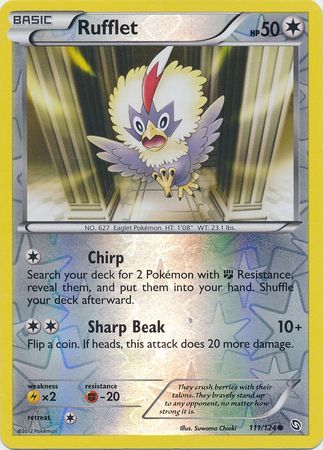 BASIC
Rufflet
HP50
NO. 627 Eaglet Pokémon HT: 1'08" WT: 23.1 lbs.
Chirp
Search your deck for 2 Pokémon with Resistance,
reveal them, and put them into your hand. Shuffle
your deck afterward.
Sharp Beak 10+
Flip a coin. If heads, this attack does 20 more damage.
weakness
×2
resistance
-20
retreat
They crush berries with their
talons. They bravely stand up
to any opponent, no matter how
strong it is.
©2012 Pokémon
Illus. Suwama Chiaki
111/124